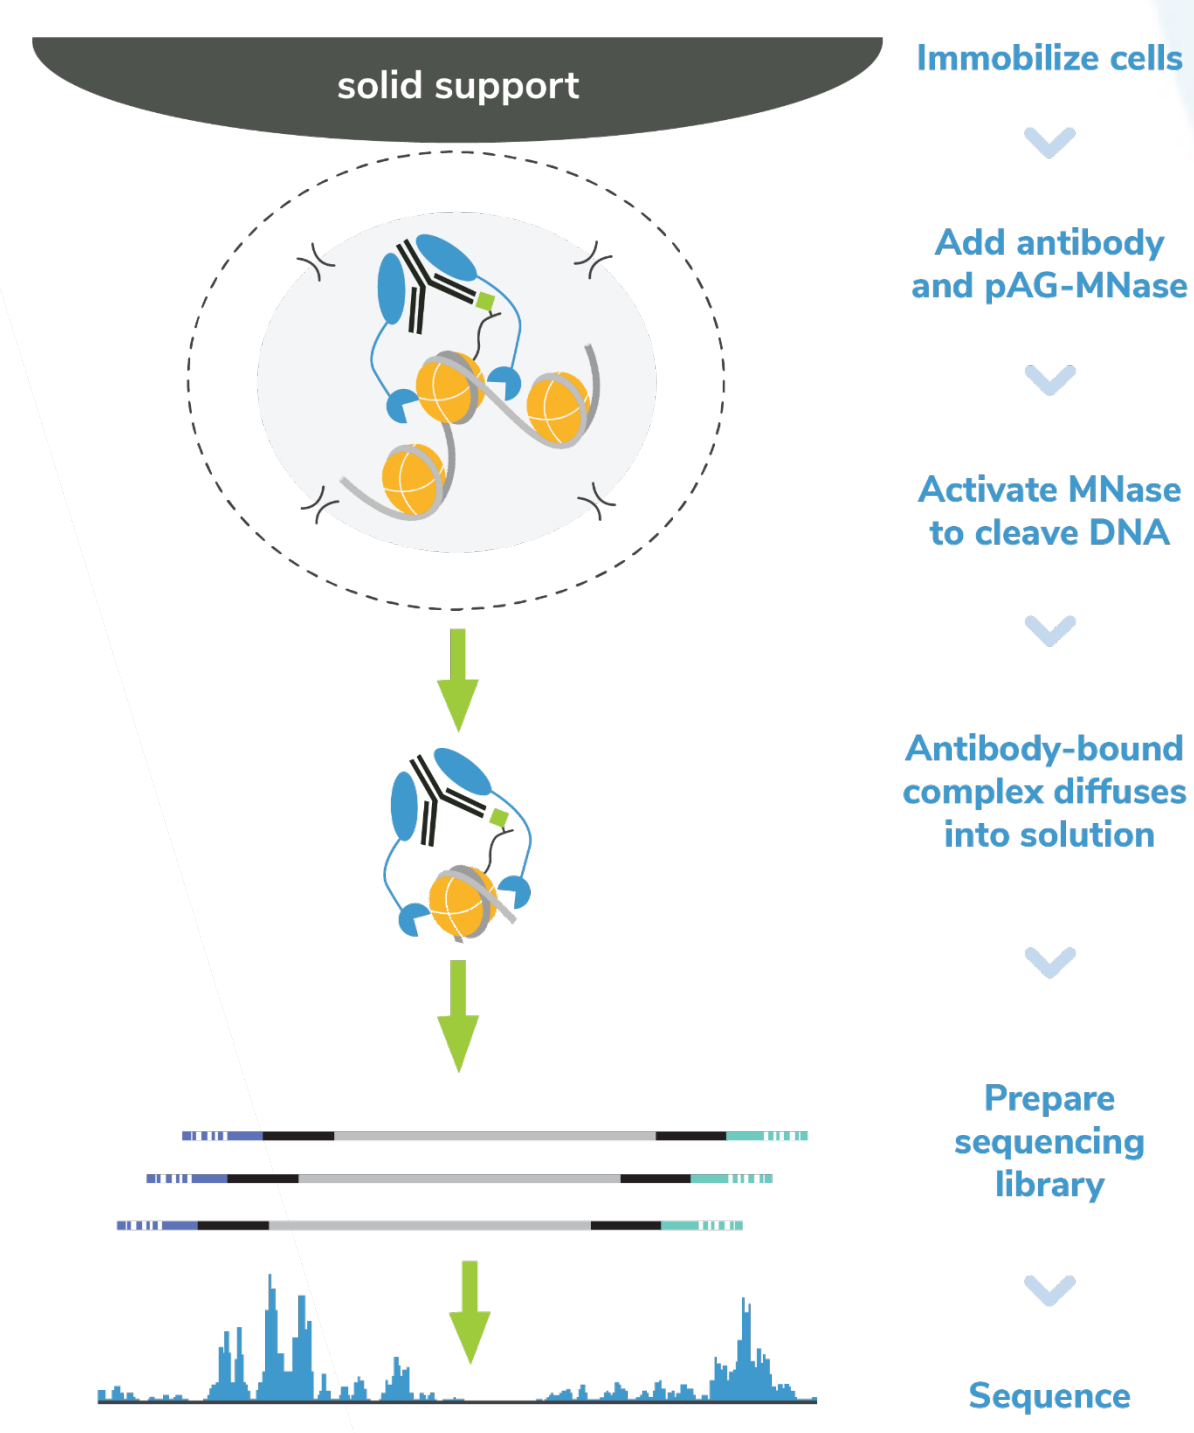 solid support
Immobilize cells
Add antibody
and pAG-MNase
Activate MNase
to cleave DNA
Antibody-bound
complex diffuses
into solution
Prepare
sequencing
library
Sequence